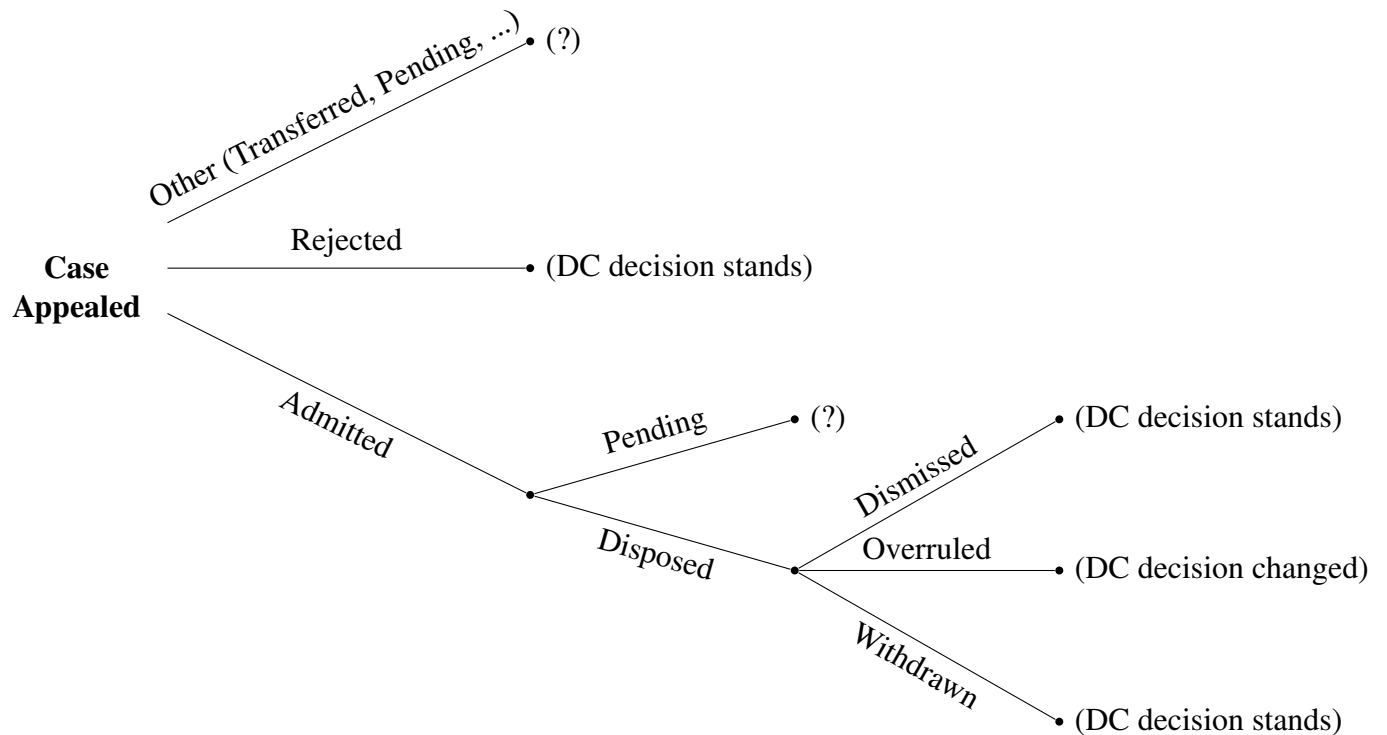 Other (Transferred, Pending, ...)
(?)
Rejected
(DC decision stands)
Case
Appealed
Admitted
Pending
(?)
Disposed
Dismissed
(DC decision stands)
Overruled
(DC decision changed)
Withdrawn
(DC decision stands)